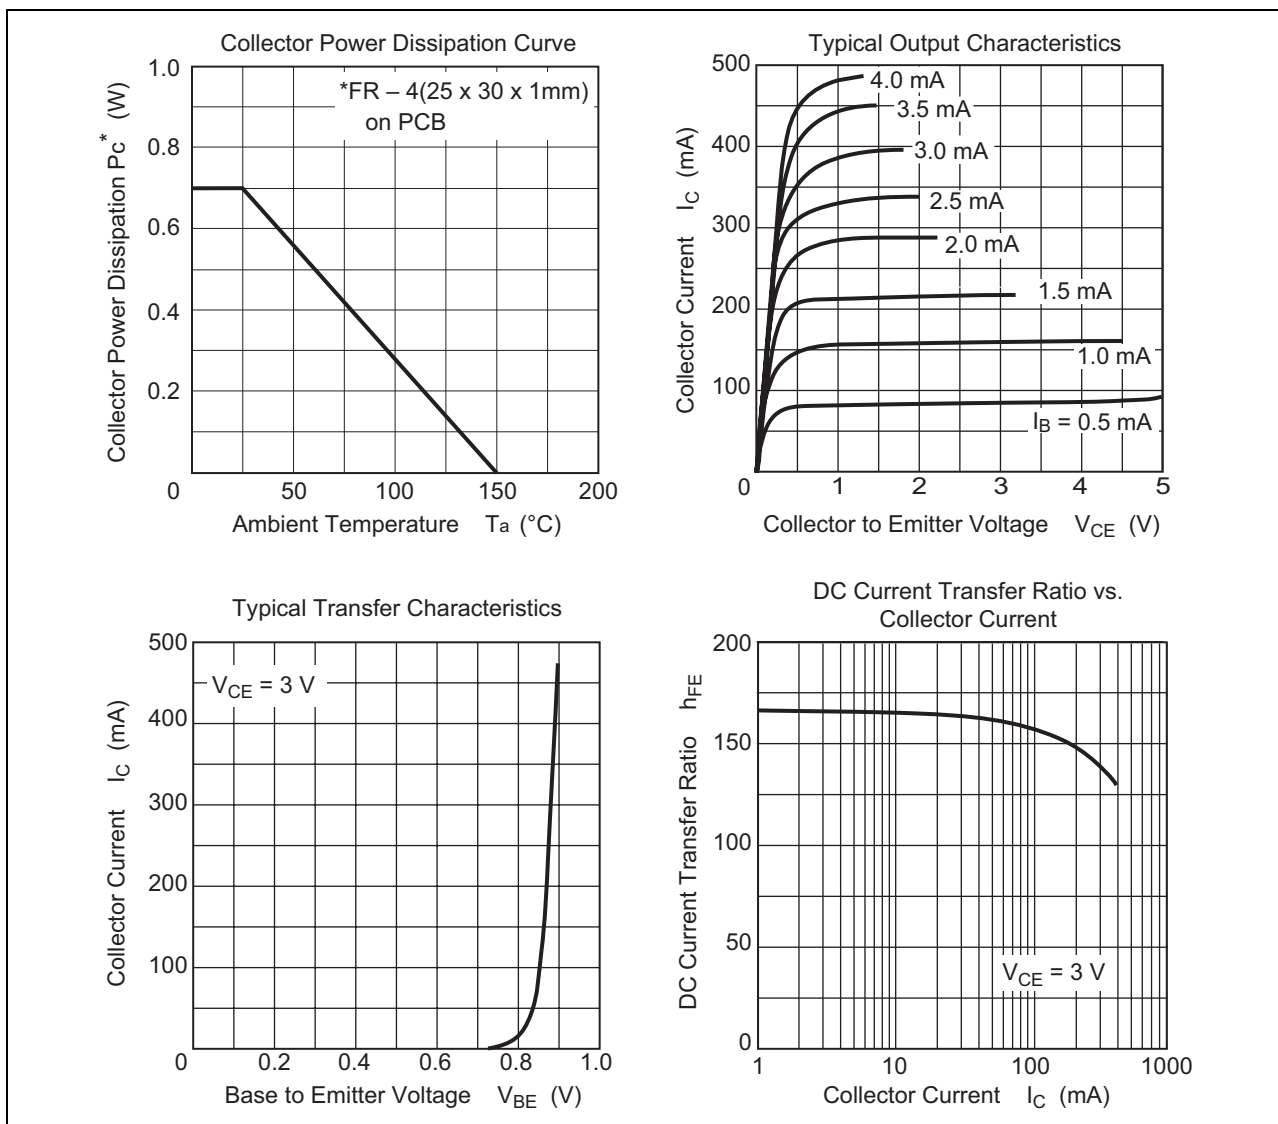 Collector Power Dissipation Curve
Collector Power Dissipation Pc* (W)
1.0
0.8
0.6
0.4
0.2
0
50
100
150
200
*FR – 4(25 x 30 x 1mm)
on PCB
Ambient Temperature Ta (°C)
Typical Output Characteristics
Collector Current IC (mA)
500
400
300
200
100
0
1
2
3
4
5
4.0 mA
3.5 mA
3.0 mA
2.5 mA
2.0 mA
1.5 mA
1.0 mA
IB = 0.5 mA
Collector to Emitter Voltage VCE (V)
Typical Transfer Characteristics
Collector Current IC (mA)
500
400
300
200
100
0
0.2
0.4
0.6
0.8
1.0
VCE = 3 V
Base to Emitter Voltage VBE (V)
DC Current Transfer Ratio vs.
Collector Current
DC Current Transfer Ratio hFE
200
150
100
50
0
1
10
100
1000
VCE = 3 V
Collector Current IC (mA)